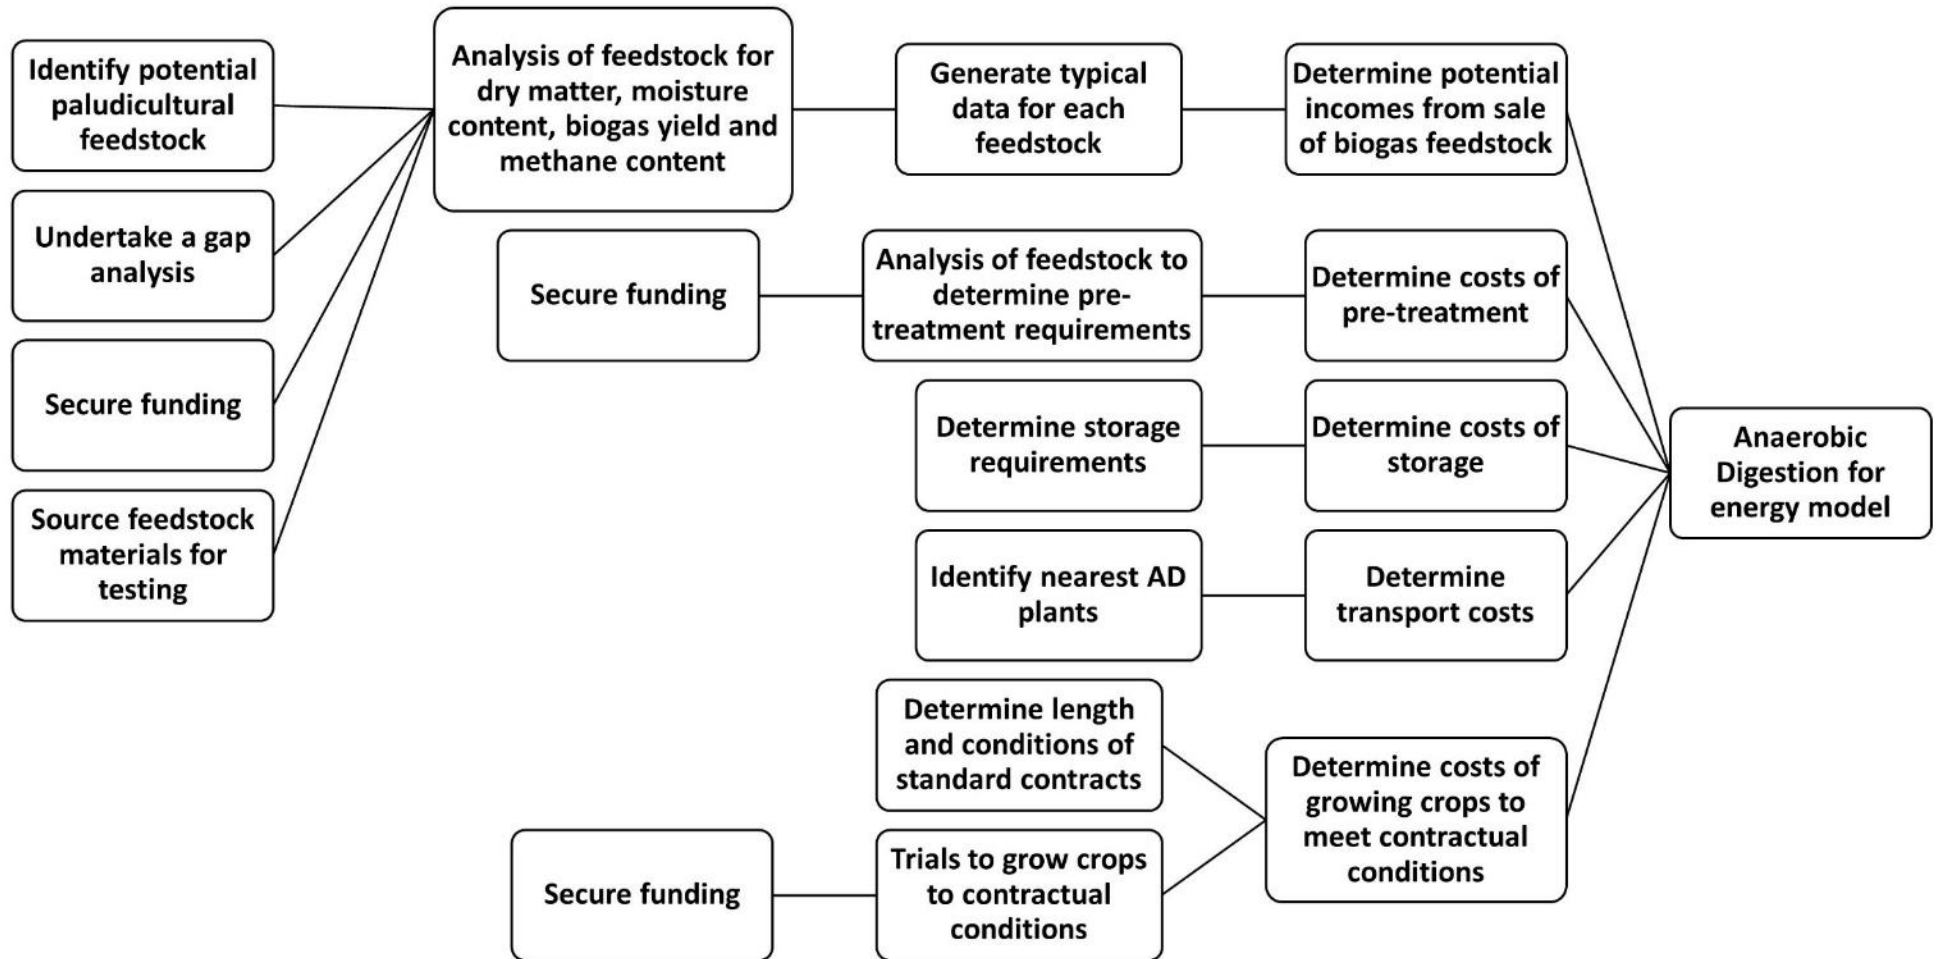 Identify potential
paludicultural
feedstock
Undertake a gap
analysis
Secure funding
Source feedstock
materials for
testing
Analysis of feedstock for
dry matter, moisture
content, biogas yield and
methane content
Generate typical
data for each
feedstock
Determine potential
incomes from sale
of biogas feedstock
Secure funding
Analysis of feedstock to
determine pre-
treatment requirements
Determine costs of
pre-treatment
Determine storage
requirements
Determine costs of
storage
Identify nearest AD
plants
Determine
transport costs
Determine length
and conditions of
standard contracts
Secure funding
Trials to grow crops
to contractual
conditions
Determine costs of
growing crops to
meet contractual
conditions
Anaerobic
Digestion for
energy model